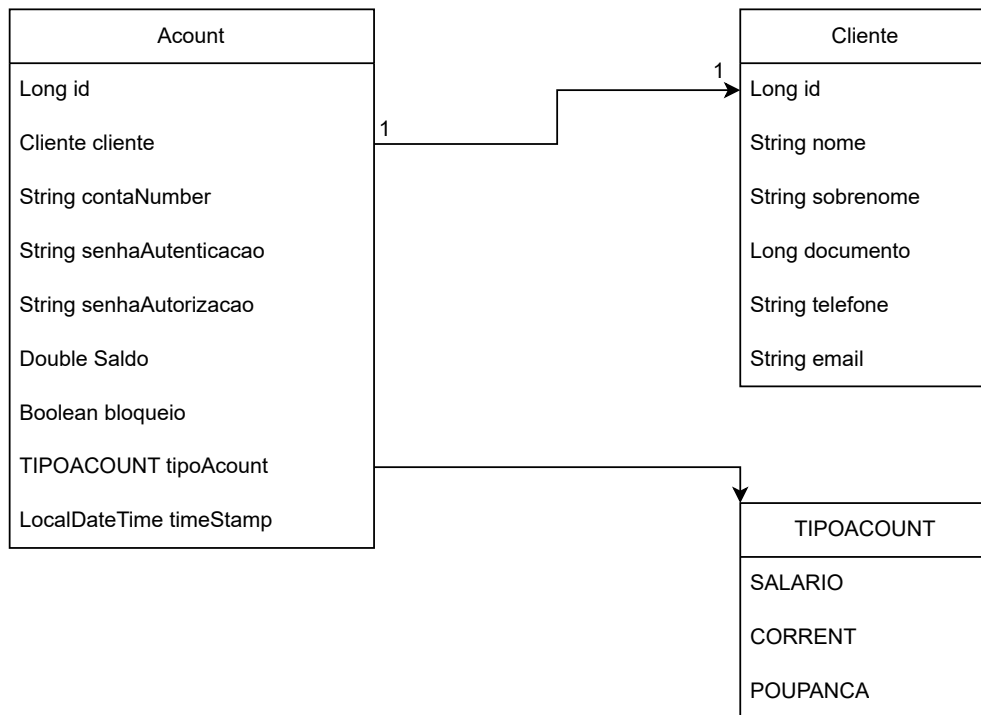 Acount
Long id
Cliente cliente
String contaNumber
String senhaAutenticacao
String senhaAutorizacao
Double Saldo
Boolean bloqueio
TIPOACOUNT tipoAcount
LocalDateTime timeStamp
1
1
Cliente
Long id
String nome
String sobrenome
Long documento
String telefone
String email
TIPOACOUNT
SALARIO
CORRENT
POUPANCA